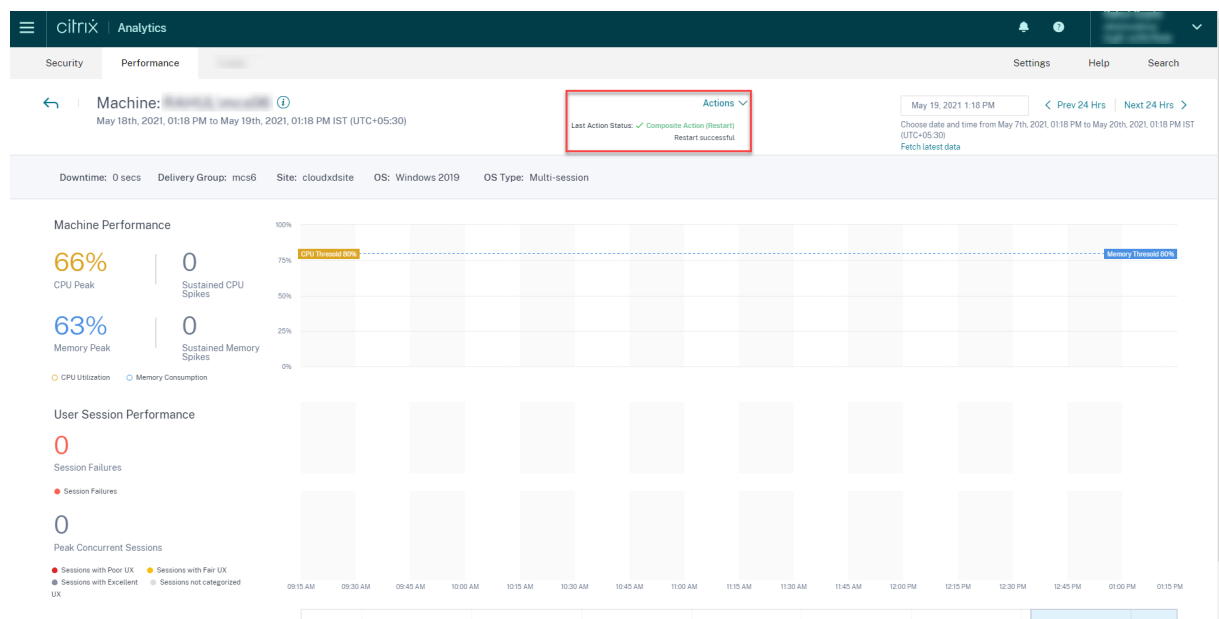 citrix | Analytics
Security Performance Settings Help Search
Machine:
May 18th, 2021, 01:18 PM to May 19th, 2021, 01:18 PM IST (UTC+05:30)
Actions
Last Action Status: ✓ Composite Action (Restart)
Restart successful
May 19, 2021 1:18 PM
Prev 24 Hrs | Next 24 Hrs
Choose date and time from May 7th, 2021, 01:18 PM to May 20th, 2021, 01:18 PM IST
(UTC+05:30)
Fetch latest data
Downtime: 0 secs Delivery Group: mcs6 Site: cloudxdsite OS: Windows 2019 OS Type: Multi-session
Machine Performance
66%
CPU Peak
0
Sustained CPU
Spikes
63%
Memory Peak
0
Sustained Memory
Spikes
CPU Utilization Memory Consumption
100%
75%
50%
25%
0%
CPU Thresold 80%
Memory Thresold 80%
User Session Performance
0
Session Failures
Session Failures
0
Peak Concurrent Sessions
Sessions with Poor UX Sessions with Fair UX
Sessions with Excellent Sessions not categorized
UX
09:15 AM 09:30 AM 09:45 AM 10:00 AM 10:15 AM 10:30 AM 10:45 AM 11:00 AM 11:15 AM 11:30 AM 11:45 AM 12:00 PM 12:15 PM 12:30 PM 12:45 PM 01:00 PM 01:15 PM